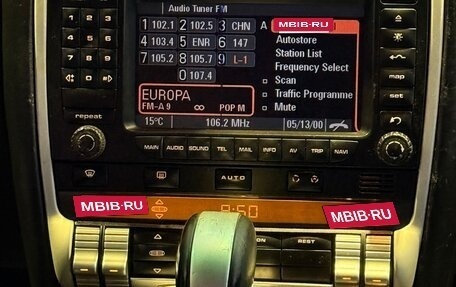 Audio Tuner FM
1 102.1 2 102.5 3 CHN
4 103.4 5 ENR 6 147
7 105.2 8 105.7 9 L-1
0 107.4
A MBIB·RU
Autostore
Station List
Frequency Select
Scan
Traffic Programme
Mute
EUROPA
FM-A 9 ∞ POP M
15°C 106.2 MHz 05/13/00
map
set
repeat
MAIN AUDIO SOUND TEL MAIL INFO AV TRIP NAVI
AUTO
MBIB-RU
8:50
MBIB-RU
ON REST